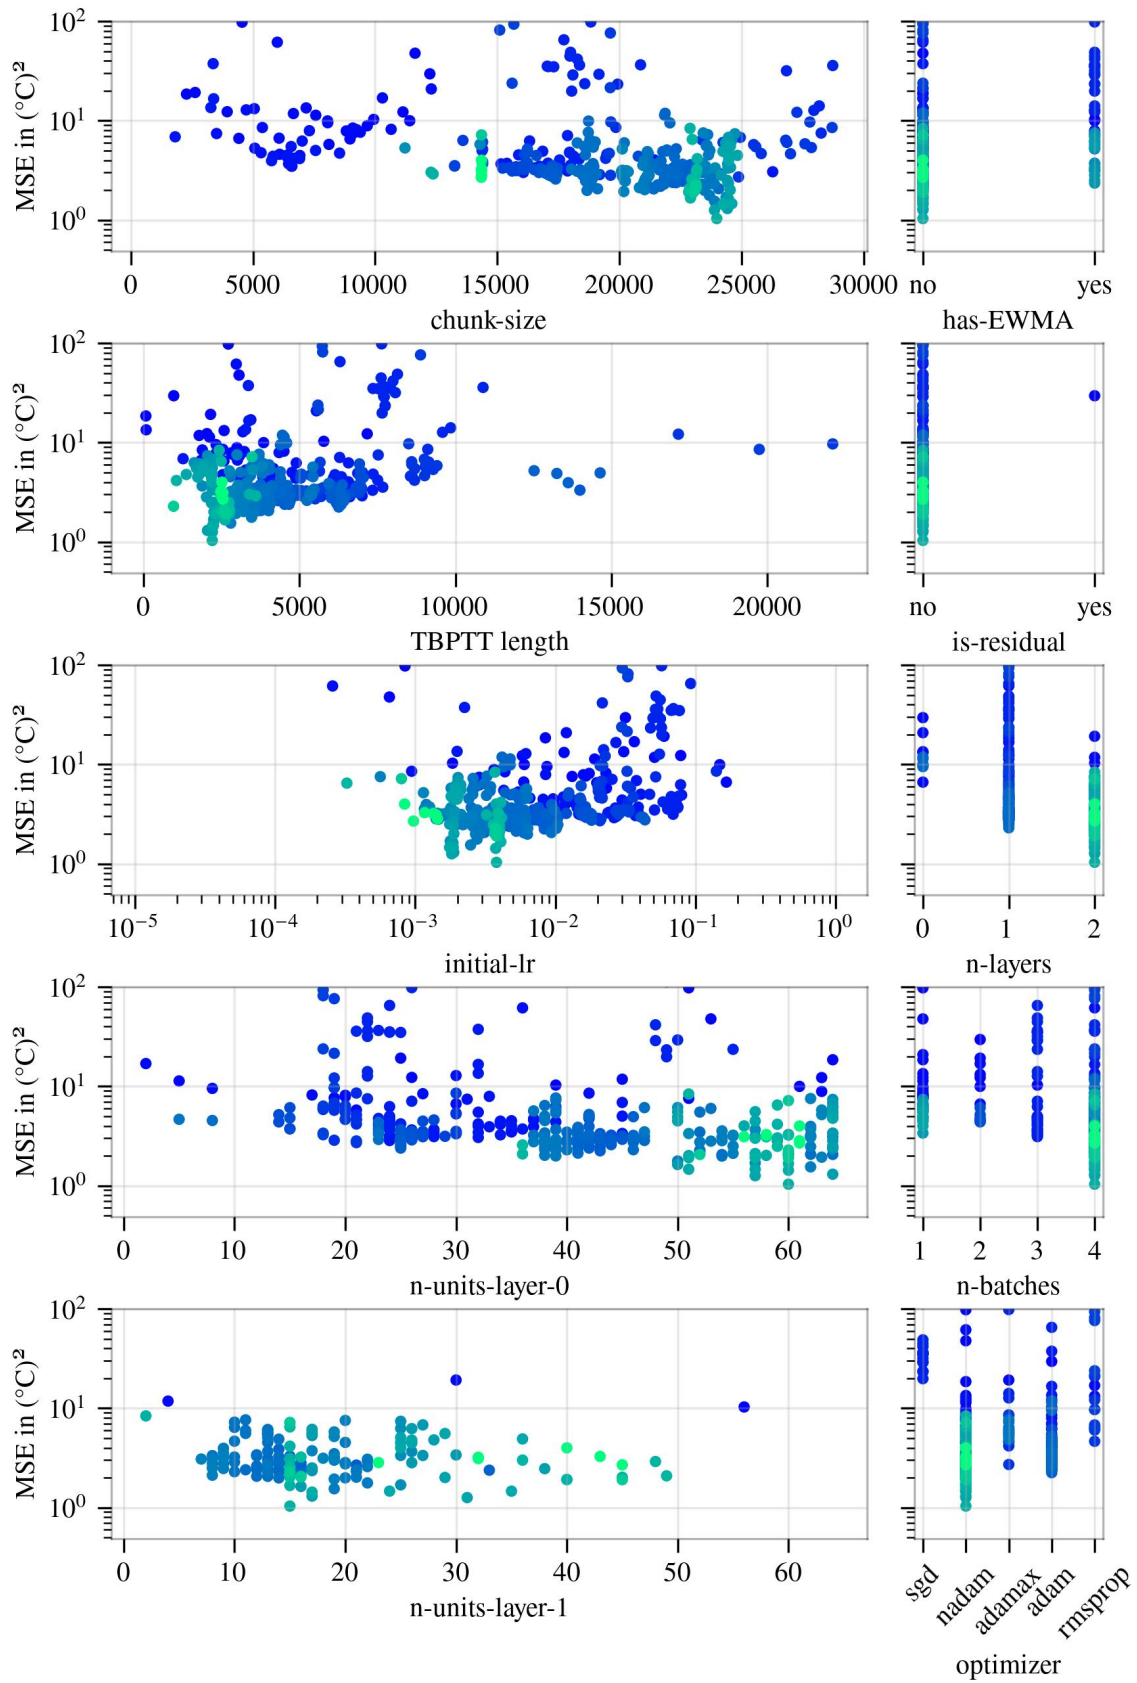 MSE in (°C)²
10²
10¹
10⁰
0 5000 10000 15000 20000 25000 30000
chunk-size
no yes
has-EWMA
MSE in (°C)²
10²
10¹
10⁰
0 5000 10000 15000 20000
TBPTT length
no yes
is-residual
MSE in (°C)²
10²
10¹
10⁰
10⁻⁵ 10⁻⁴ 10⁻³ 10⁻² 10⁻¹ 10⁰
initial-lr
0 1 2
n-layers
MSE in (°C)²
10²
10¹
10⁰
0 10 20 30 40 50 60
n-units-layer-0
1 2 3 4
n-batches
MSE in (°C)²
10²
10¹
10⁰
0 10 20 30 40 50 60
n-units-layer-1
sgd nadam adamax adam rmsprop
optimizer